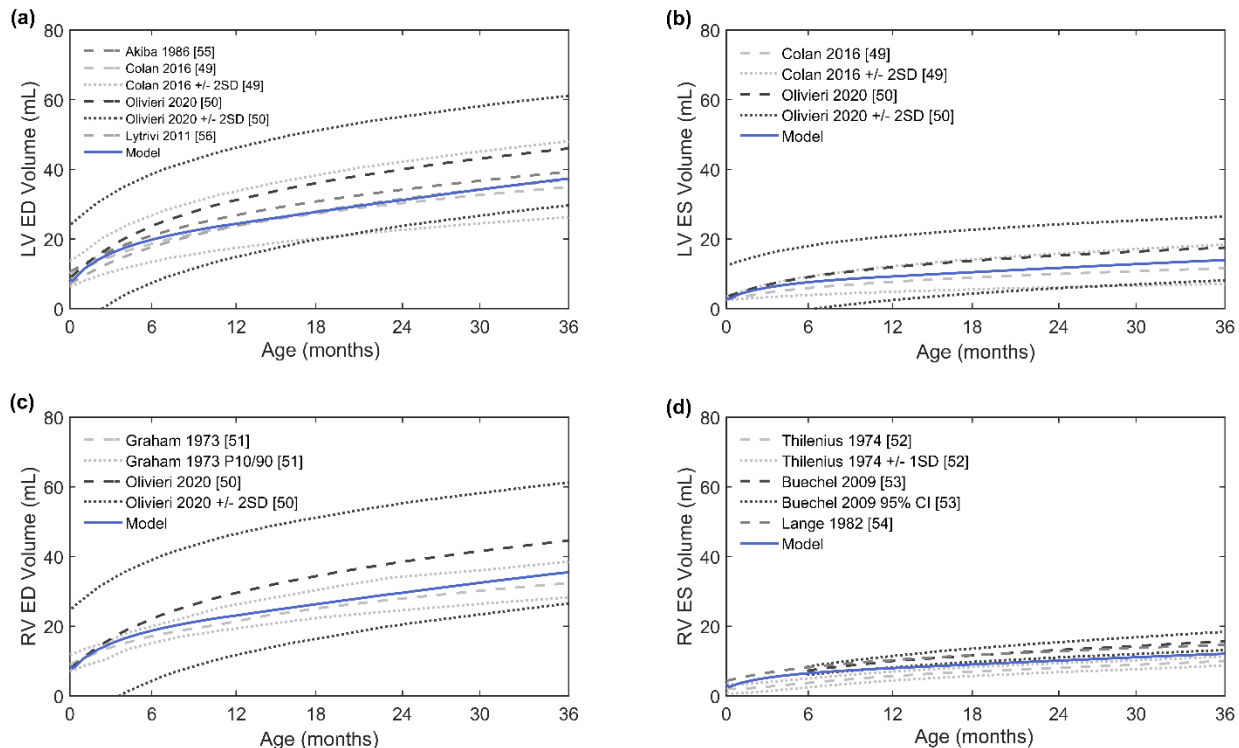 (a)
80
60
40
20
0
LV ED Volume (mL)
Akiba 1986 [55]
Colan 2016 [49]
Colan 2016 +/- 2SD [49]
Olivieri 2020 [50]
Olivieri 2020 +/- 2SD [50]
Lytrivi 2011 [56]
Model
0 6 12 18 24 30 36
Age (months)
(b)
80
60
40
20
0
LV ES Volume (mL)
Colan 2016 [49]
Colan 2016 +/- 2SD [49]
Olivieri 2020 [50]
Olivieri 2020 +/- 2SD [50]
Model
0 6 12 18 24 30 36
Age (months)
(c)
80
60
40
20
0
RV ED Volume (mL)
Graham 1973 [51]
Graham 1973 P10/90 [51]
Olivieri 2020 [50]
Olivieri 2020 +/- 2SD [50]
Model
0 6 12 18 24 30 36
Age (months)
(d)
80
60
40
20
0
RV ES Volume (mL)
Thilenius 1974 [52]
Thilenius 1974 +/- 1SD [52]
Buechel 2009 [53]
Buechel 2009 95% CI [53]
Lange 1982 [54]
Model
0 6 12 18 24 30 36
Age (months)